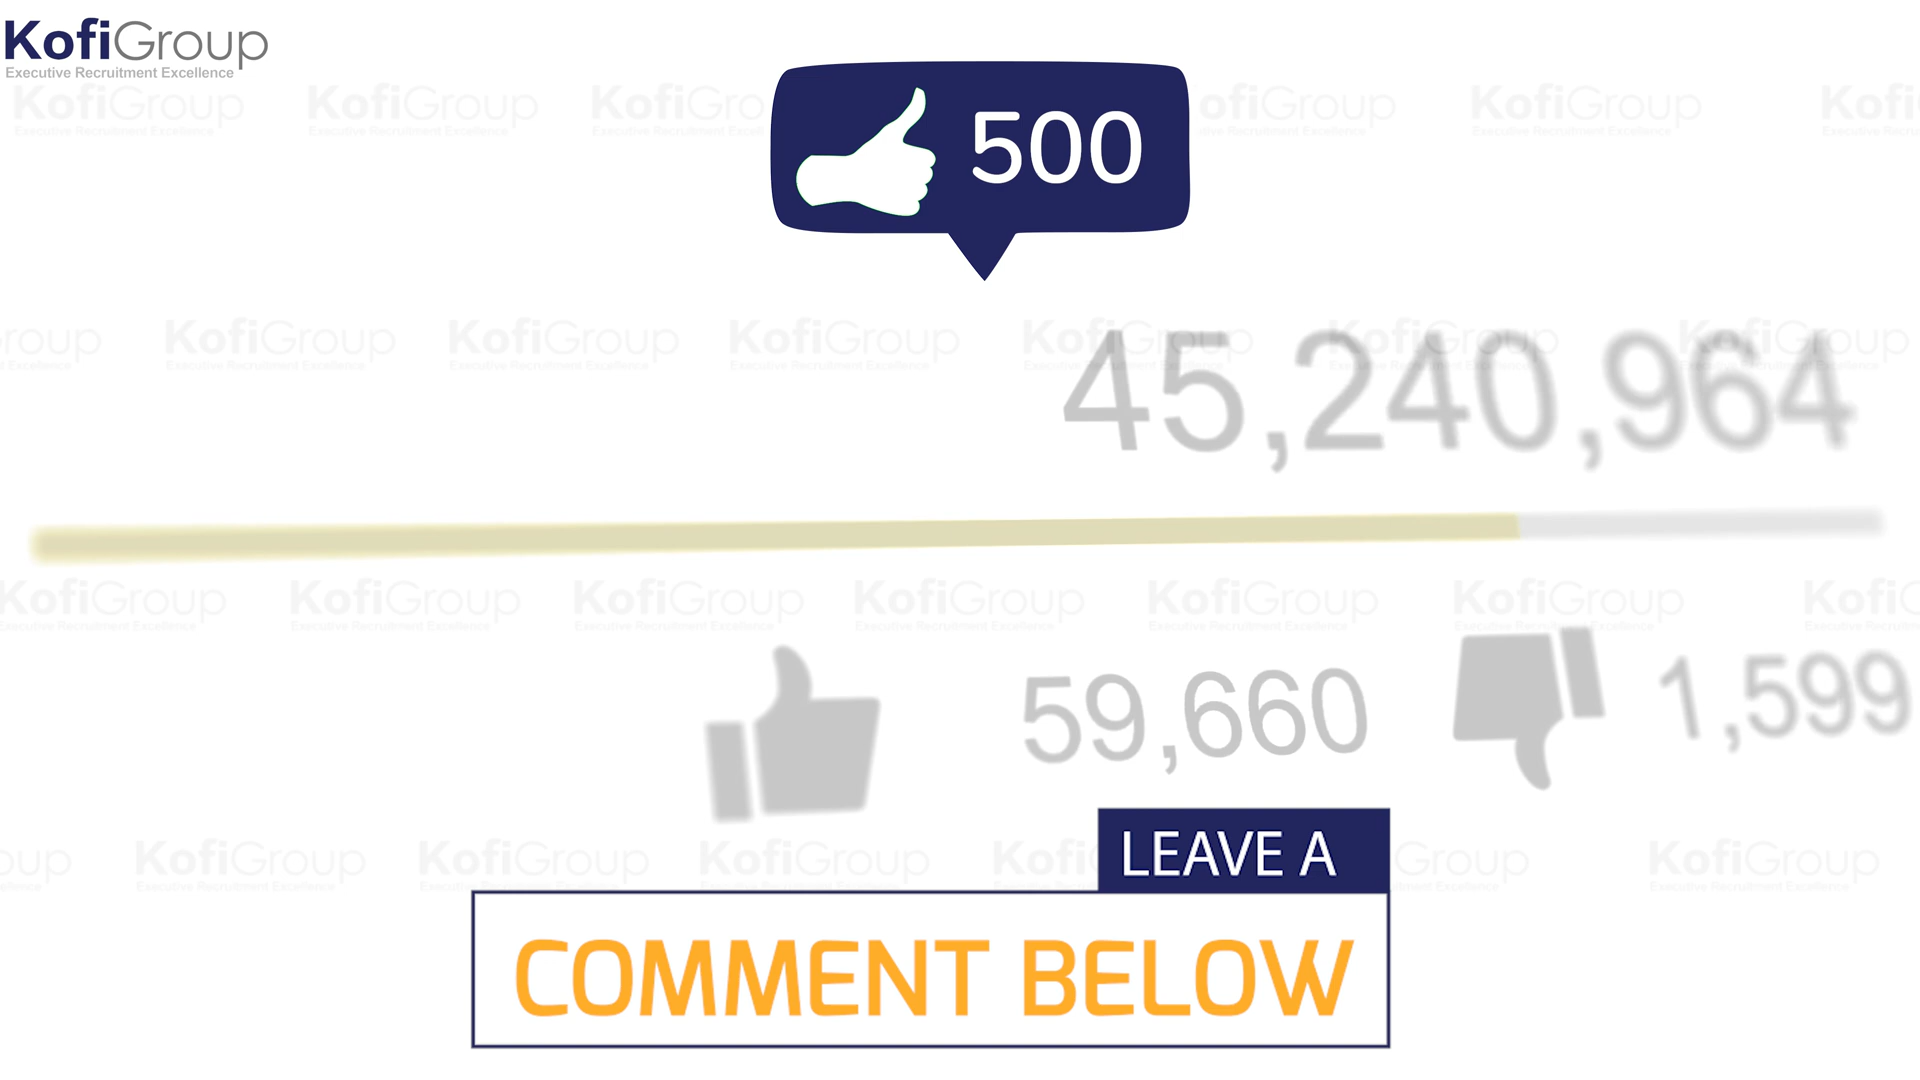 KofiGroup
Executive Recruitment Excellence
500
45,240,964
59,660
1,599
LEAVE A
COMMENT BELOW